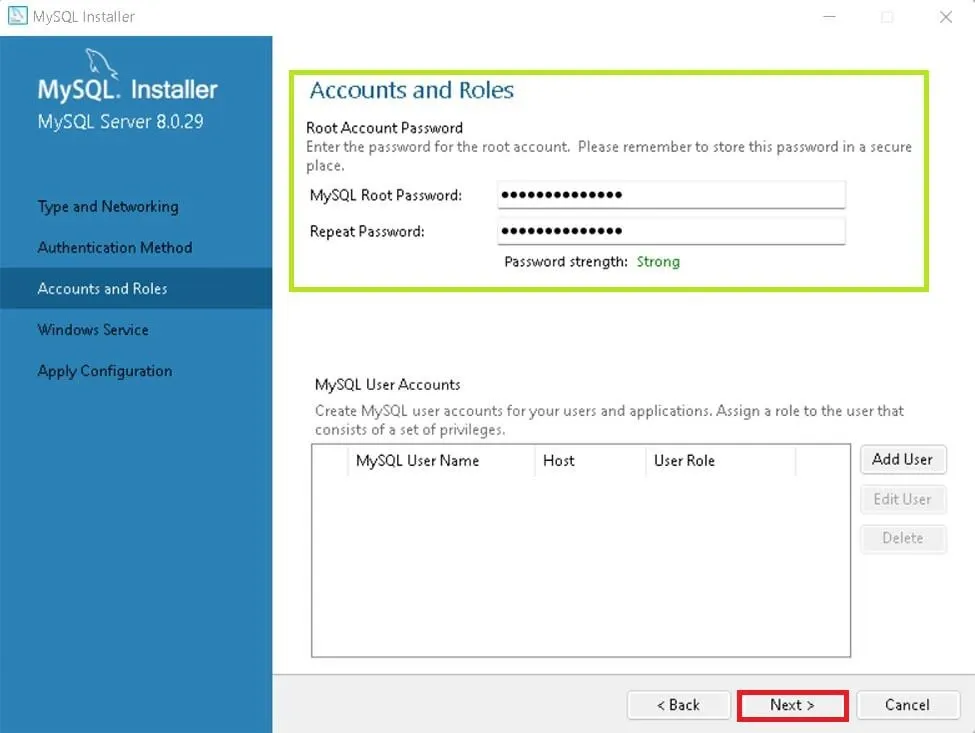 MySQL Installer
MySQL. Installer
MySQL Server 8.0.29
Type and Networking
Authentication Method
Accounts and Roles
Windows Service
Apply Configuration
Accounts and Roles
Root Account Password
Enter the password for the root account. Please remember to store this password in a secure
place.
MySQL Root Password: ••••••••••••••
Repeat Password: ••••••••••••••
Password strength: Strong
MySQL User Accounts
Create MySQL user accounts for your users and applications. Assign a role to the user that
consists of a set of privileges.
MySQL User Name Host User Role
Add User
Edit User
Delete
< Back Next > Cancel